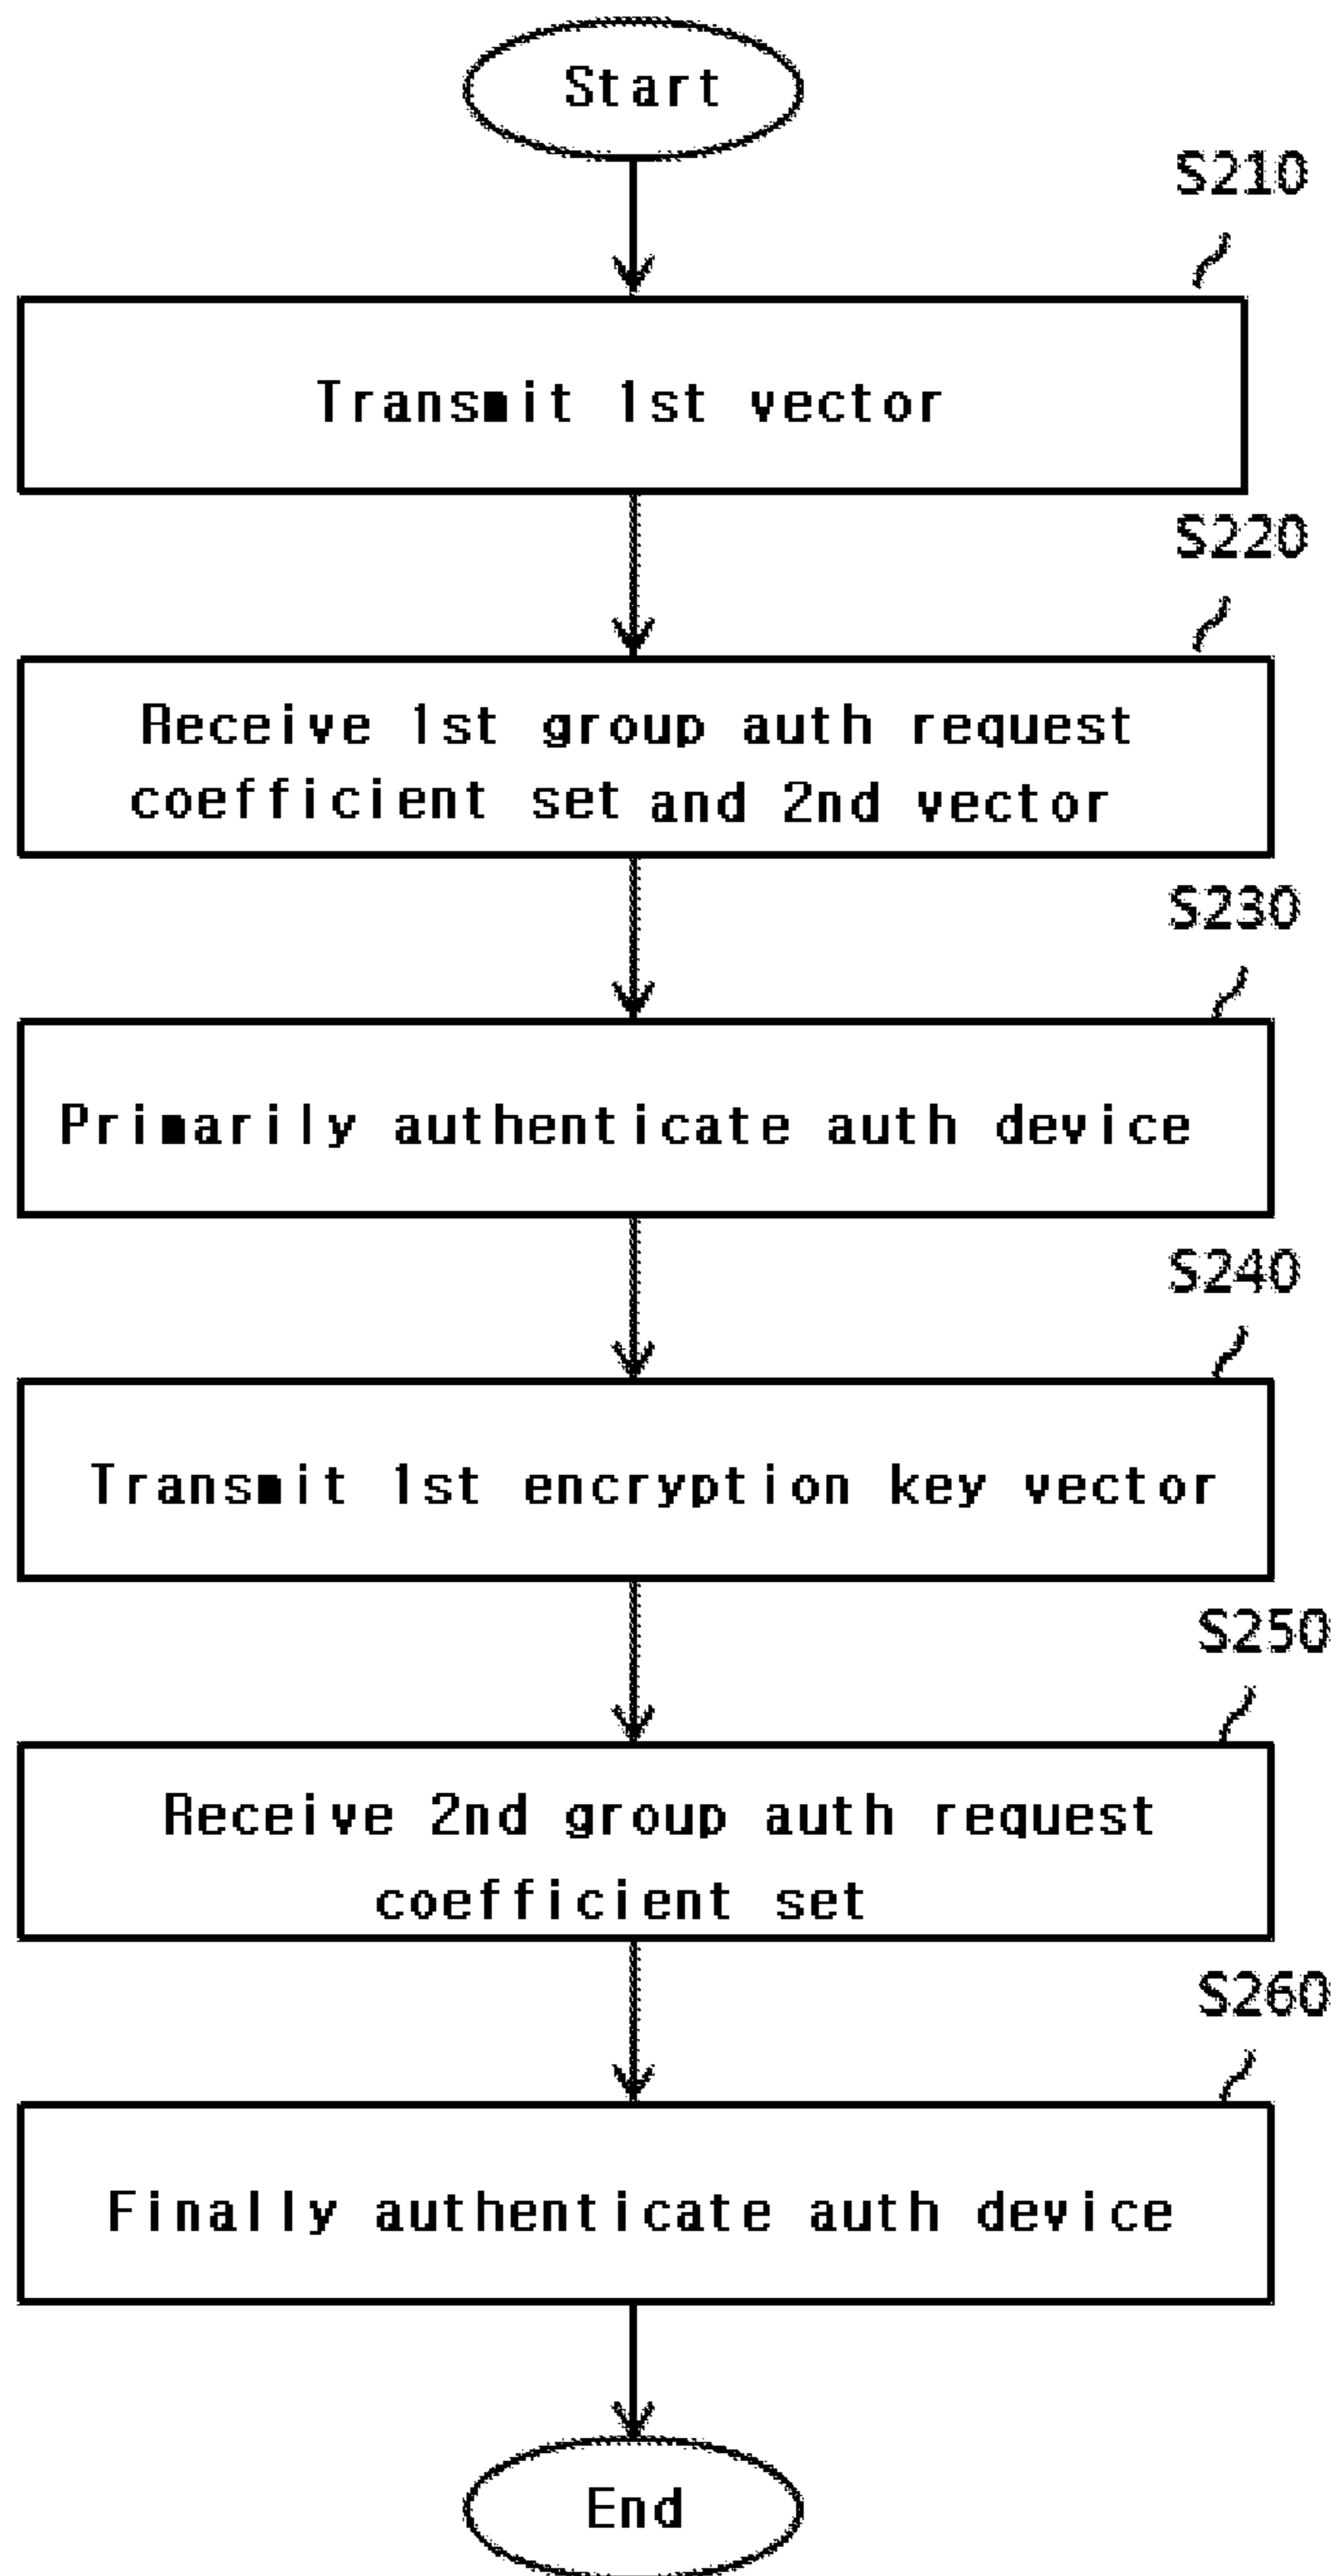 Start
S210
Transmit 1st vector
S220
Receive 1st group auth request
coefficient set and 2nd vector
S230
Primarily authenticate auth device
S240
Transmit 1st encryption key vector
S250
Receive 2nd group auth request
coefficient set
S260
Finally authenticate auth device
End